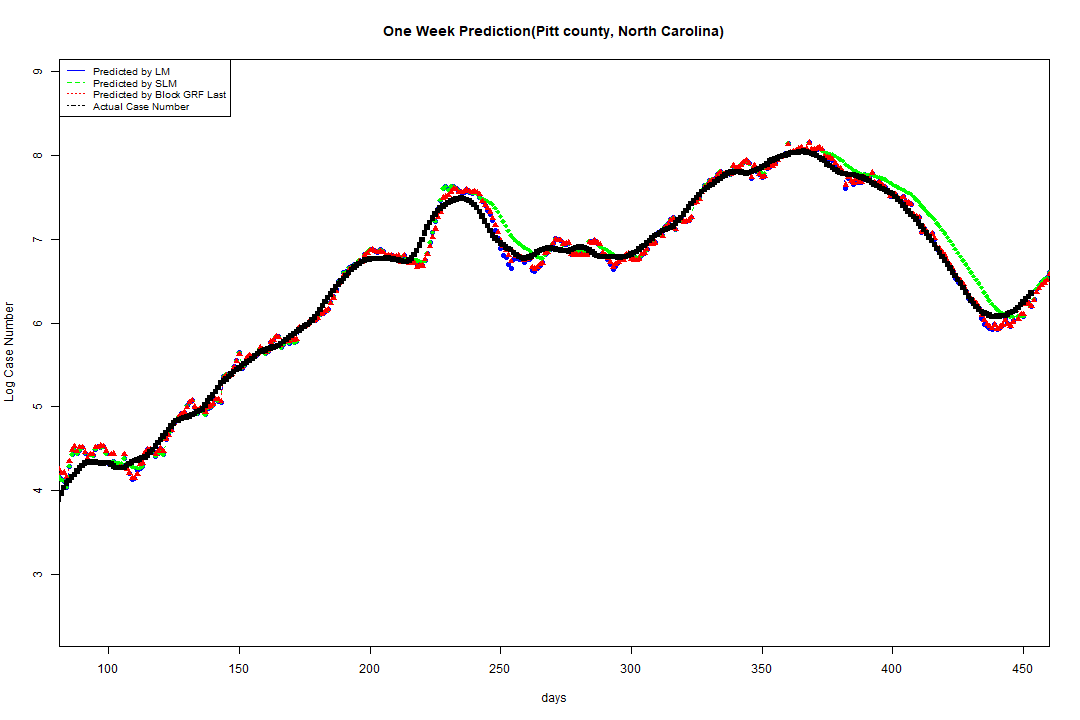 One Week Prediction(Pitt county, North Carolina)
Predicted by LM
Predicted by SLM
Predicted by Block GRF Last
Actual Case Number
9
8
7
6
5
4
3
Log Case Number
100 150 200 250 300 350 400 450
days